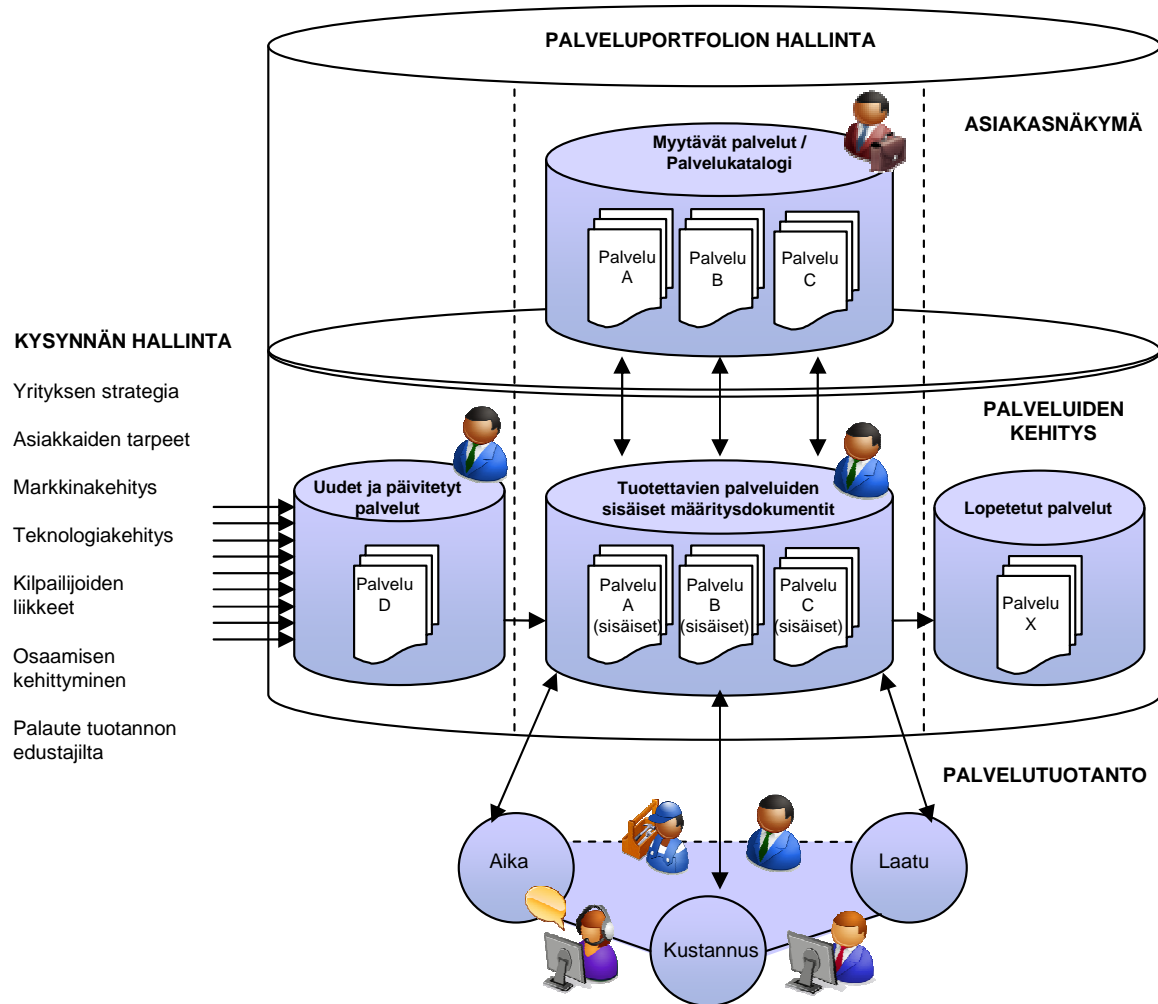 PALVELUPORTFOLION HALLINTA
ASIAKASNÄKYMÄ
Myytävät palvelut /
Palvelukatalogi
Palvelu
A
Palvelu
B
Palvelu
C
KYSYNNÄN HALLINTA
Yrityksen strategia
Asiakkaiden tarpeet
Markkinakehitys
Teknologiakehitys
Kilpailijoiden
liikkeet
Osaamisen
kehittyminen
Palaute tuotannon
edustajilta
PALVELUIDEN
KEHITYS
Uudet ja päivitetyt
palvelut
Palvelu
D
Tuotettavien palveluiden
sisäiset määritysdokumentit
Palvelu
A
(sisäiset)
Palvelu
B
(sisäiset)
Palvelu
C
(sisäiset)
Lopetetut palvelut
Palvelu
X
PALVELUTUOTANTO
Aika
Kustannus
Laatu